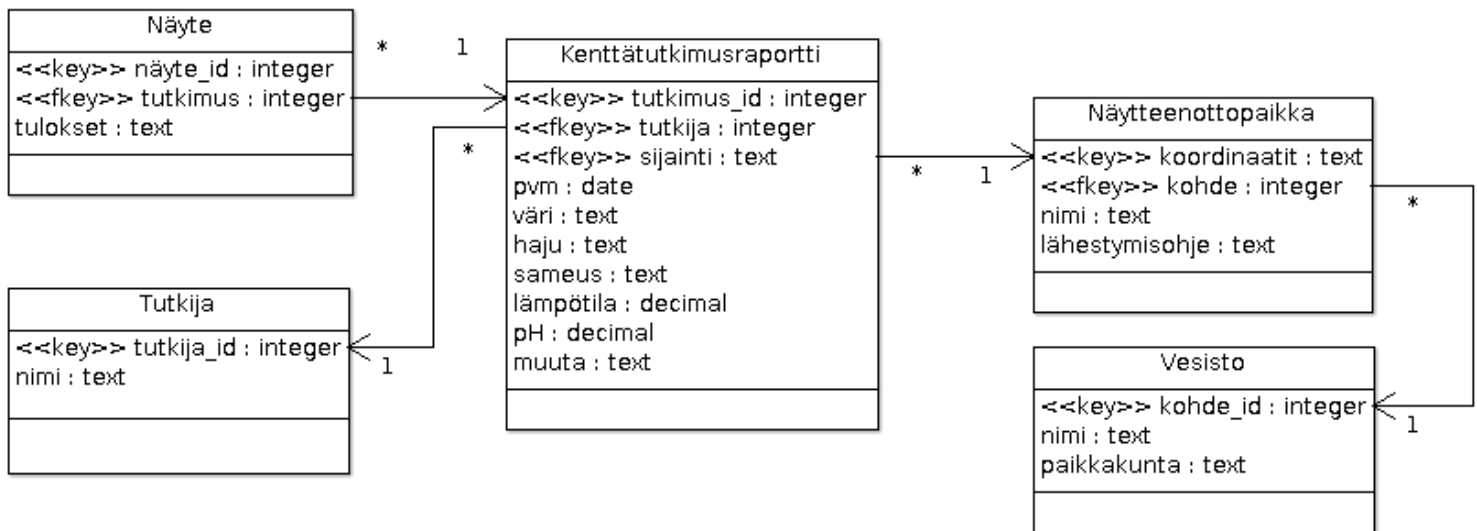 Näyte
<<key>> näyte_id : integer
<<fkey>> tutkimus : integer
tulokset : text
* 1
Kenttätutkimusraportti
<<key>> tutkimus_id : integer
<<fkey>> tutkija : integer
<<fkey>> sijainti : text
pvm : date
väri : text
haju : text
sameus : text
lämpötila : decimal
pH : decimal
muuta : text
*
1
Tutkija
<<key>> tutkija_id : integer
nimi : text
* 1
Näytteenottopaikka
<<key>> koordinaatit : text
<<fkey>> kohde : integer
nimi : text
lähestymisohje : text
*
1
Vesisto
<<key>> kohde_id : integer
nimi : text
paikkakunta : text